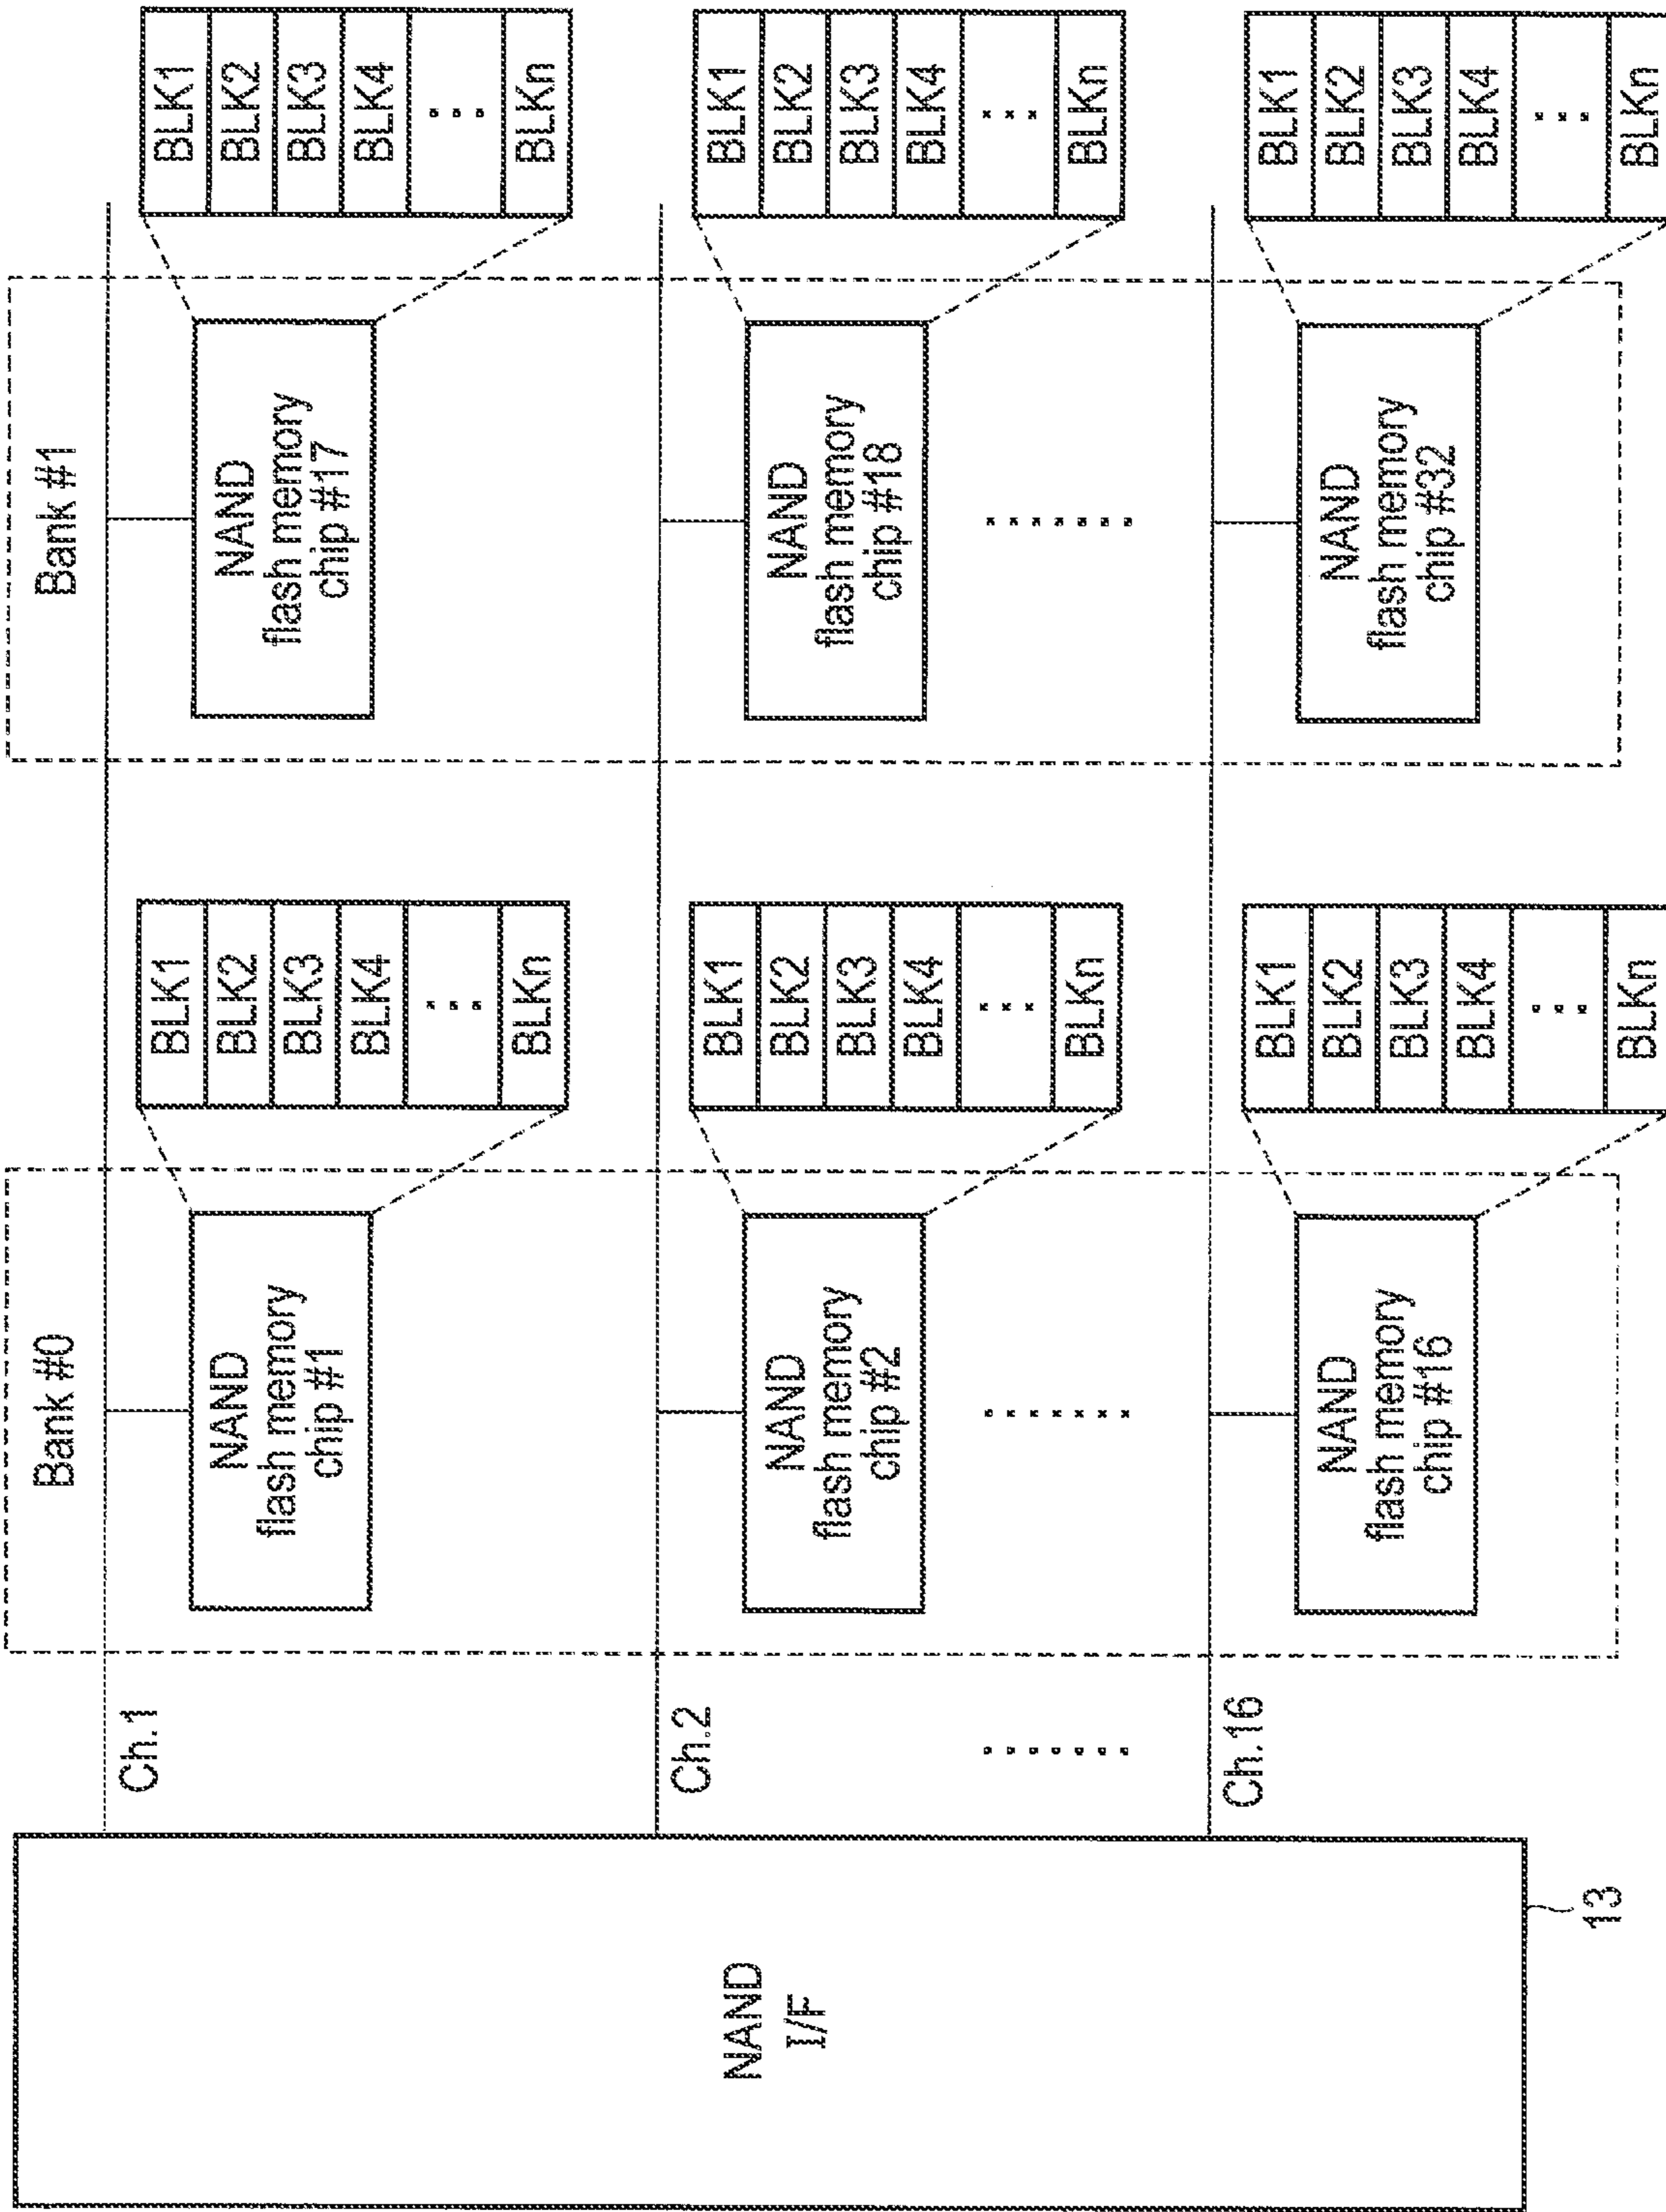 Bank #0
Bank #1
NAND
I/F
13
Ch.1
NAND
flash memory
chip #1
BLK1
BLK2
BLK3
BLK4
...
BLKn
NAND
flash memory
chip #17
BLK1
BLK2
BLK3
BLK4
...
BLKn
Ch.2
NAND
flash memory
chip #2
BLK1
BLK2
BLK3
BLK4
...
BLKn
NAND
flash memory
chip #18
BLK1
BLK2
BLK3
BLK4
...
BLKn
.......
.......
.......
Ch.16
NAND
flash memory
chip #16
BLK1
BLK2
BLK3
BLK4
...
BLKn
NAND
flash memory
chip #32
BLK1
BLK2
BLK3
BLK4
...
BLKn